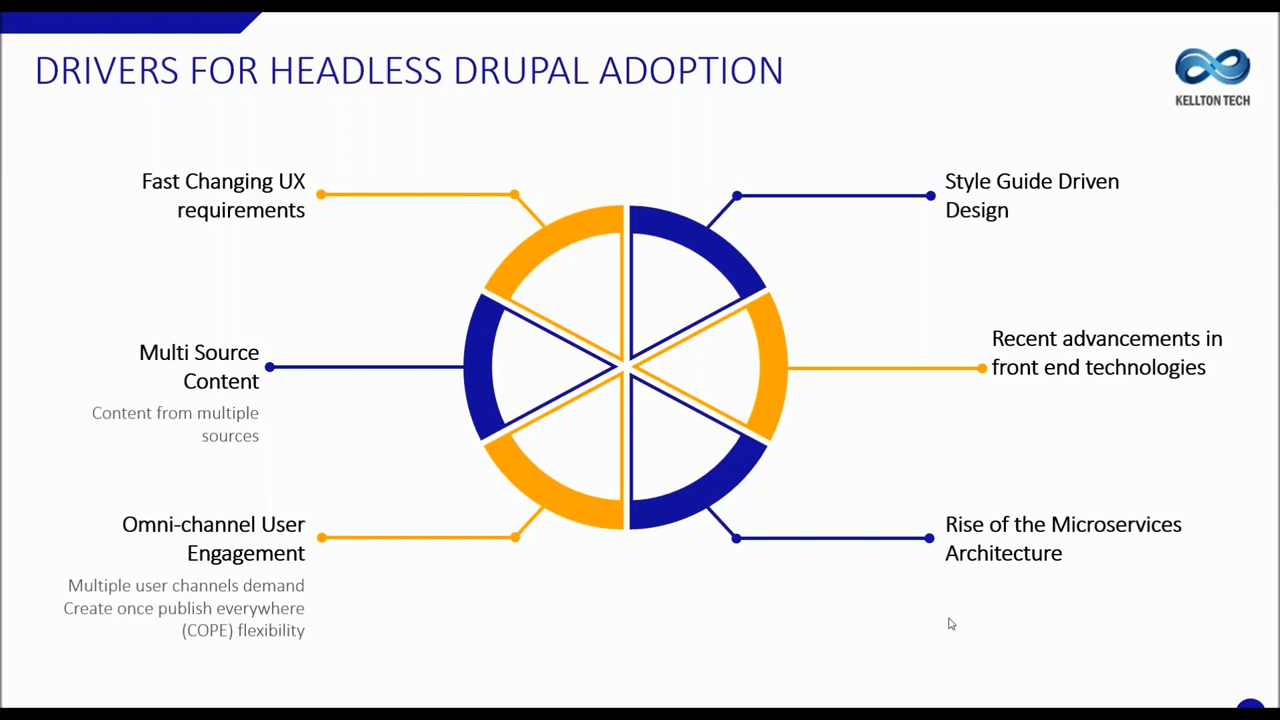 DRIVERS FOR HEADLESS DRUPAL ADOPTION
KELLTON TECH
Fast Changing UX
requirements
Style Guide Driven
Design
Multi Source
Content
Content from multiple
sources
Recent advancements in
front end technologies
Omni-channel User
Engagement
Multiple user channels demand
Create once publish everywhere
(COPE) flexibility
Rise of the Microservices
Architecture